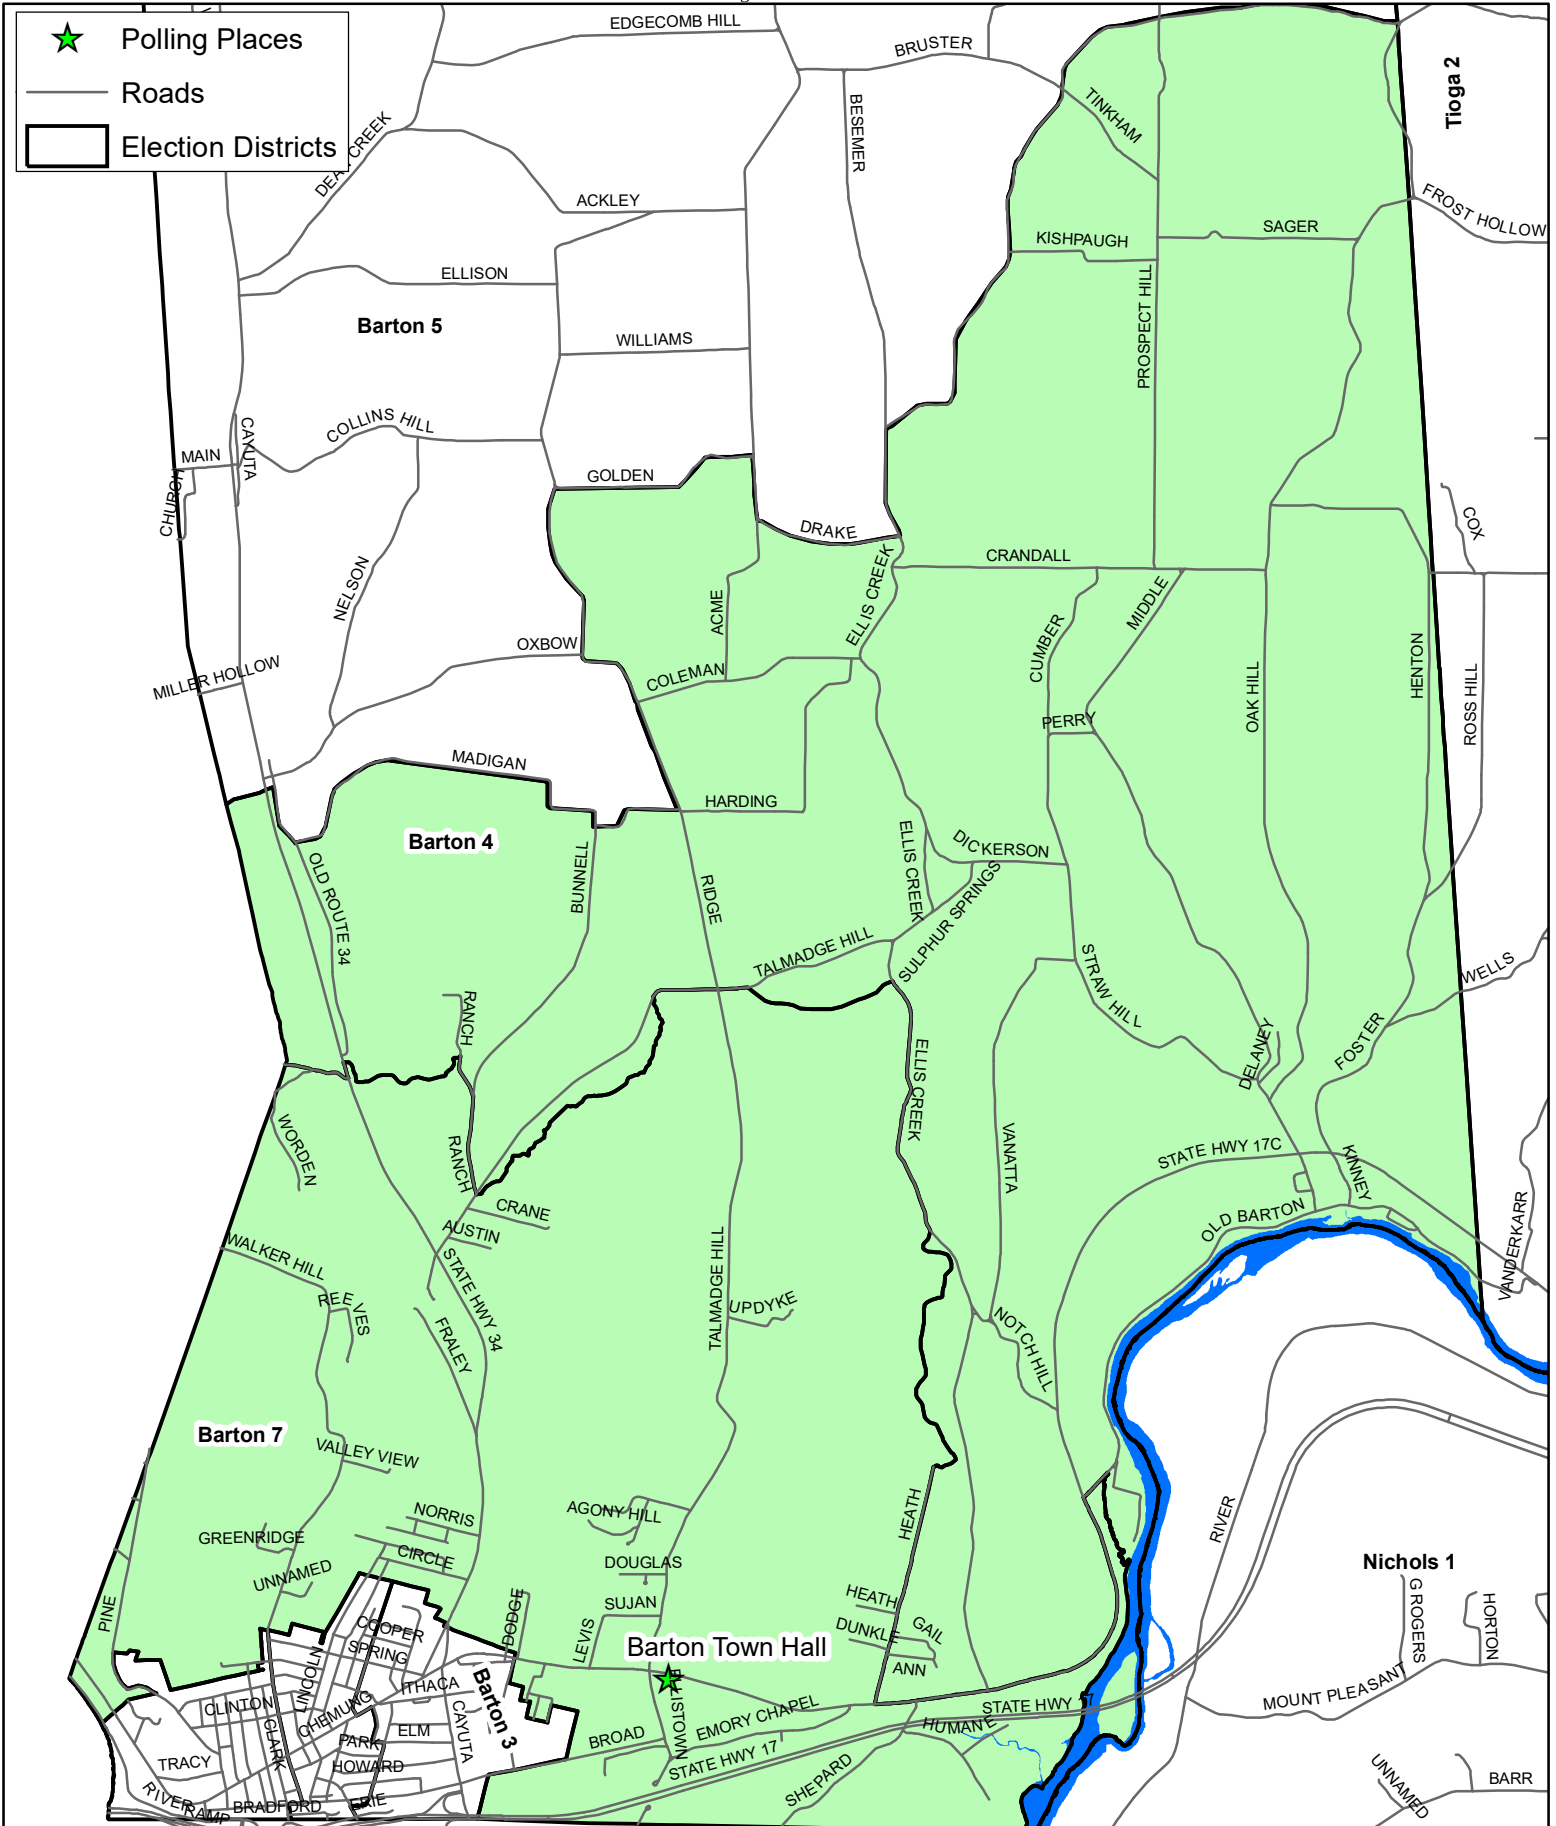 Polling Places
Roads
Election Districts
EDGECOMB HILL
BRUSTER
Tioga 2
BESEMER
TINKHAM
ACKLEY
FROST HOLLOW
SAGER
KISHPAUGH
ELLISON
PROSPECT HILL
Barton 5
WILLIAMS
COLLINS HILL
CAYUTA
MAIN
CHURCH
GOLDEN
DRAKE
COX
CRANDALL
ELLIS CREEK
NELSON
ACME
MIDDLE
CUMBER
OXBOW
COLEMAN
MILLER HOLLOW
HENTON
OAK HILL
ROSS HILL
PERRY
MADIGAN
HARDING
Barton 4
DICKERSON
ELLIS CREEK
OLD ROUTE 34
BUNNELL
RIDGE
SULPHUR SPRINGS
TALMADGE HILL
STRAW HILL
WELLS
RANCH
FOSTER
DELANEY
ELLIS CREEK
WORDEN
RANCH
VANATTA
STATE HWY 17C
KINNEY
CRANE
OLD BARTON
VANDERKARR
AUSTIN
WALKER HILL
STATE HWY 34
TALMADGE HILL
UPDYKE
REEVES
FRALEY
NOTCH HILL
Barton 7
VALLEY VIEW
AGONY HILL
NORRIS
HEATH
RIVER
GREENRIDGE
CIRCLE
DOUGLAS
Nichols 1
UNNAMED
HEATH
G ROGERS
HORTON
PINE
DODGE
SUJAN
LEVIS
COOPER
GAIL
DUNKLE
Barton Town Hall
SPRING
LINCOLN
ANN
ITHACA
Barton 3
ELLISTOWN
MOUNT PLEASANT
CLINTON
CHEMUNG
CLARK
CAYUTA
ELM
EMORY CHAPEL
STATE HWY 17
HUMANE
BROAD
PARK
TRACY
HOWARD
STATE HWY 17
SHEPARD
UNNAMED
BARR
RIVER
RAMP
BRADFORD
ERIE